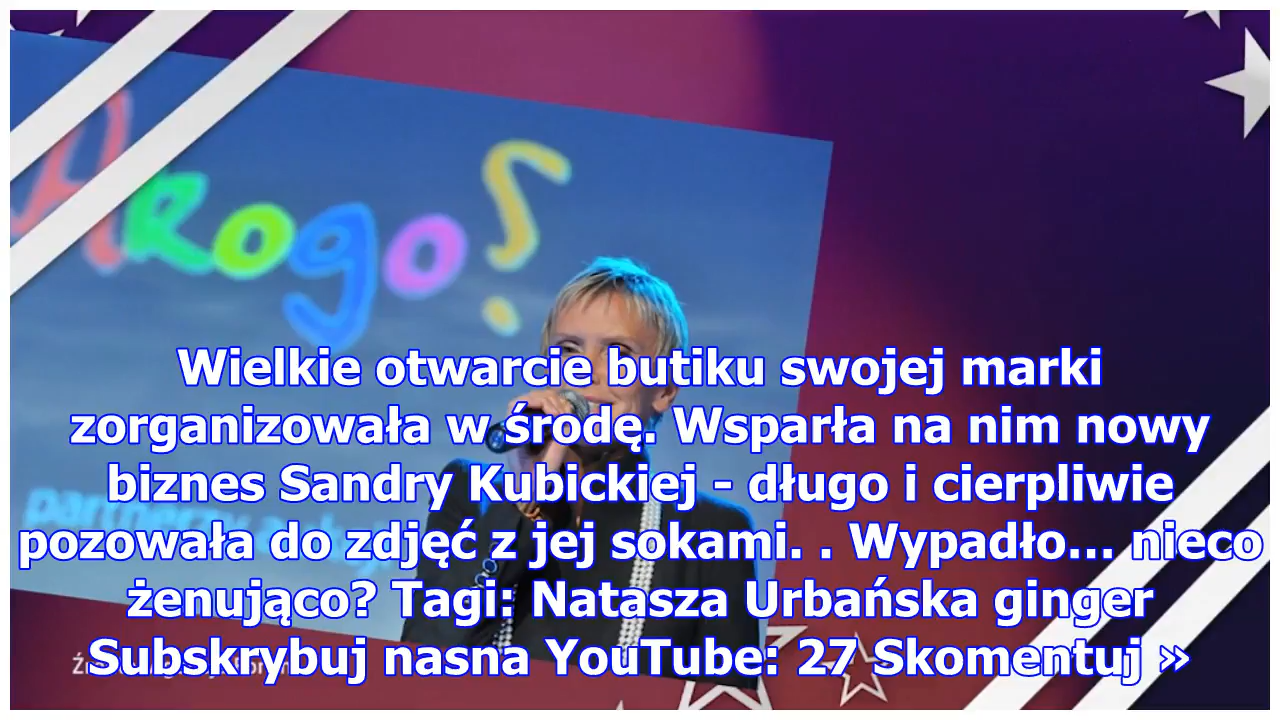 Arogo?
Wielkie otwarcie butiku swojej marki
zorganizowała w środę. Wsparła na nim nowy
biznes Sandry Kubickiej - długo i cierpliwie
pozowała do zdjęć z jej sokami. . Wypadło... nieco
żenująco? Tagi: Natasza Urbańska ginger
Subskrybuj nasna YouTube: 27 Skomentuj »